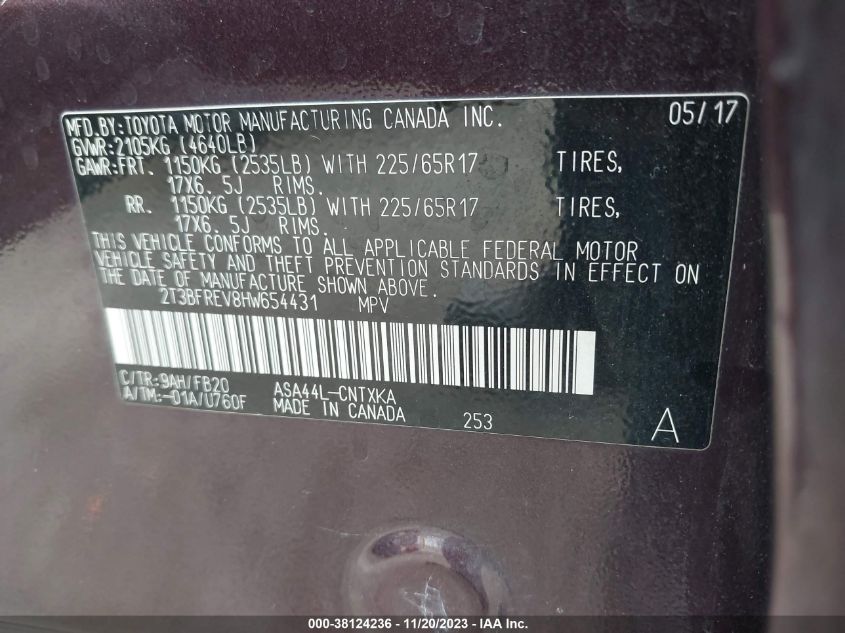 MFD.BY:TOYOTA MOTOR MANUFACTURING CANADA INC. 05/17
GVWR:2105KG (4640LB)
GAWR:FRT. 1150KG (2535LB) WITH 225/65R17 TIRES,
17X6. 5J RIMS.
RR. 1150KG (2535LB) WITH 225/65R17 TIRES,
17X6. 5J RIMS.
THIS VEHICLE CONFORMS TO ALL APPLICABLE FEDERAL MOTOR
VEHICLE SAFETY AND THEFT PREVENTION STANDARDS IN EFFECT ON
THE DATE OF MANUFACTURE SHOWN ABOVE.
2T3BFREV8HW654431 MPV
C/TR:9AH/FB20 ASA44L-CNTXKA
A/TM:-01A/U760F MADE IN CANADA 253 A
000-38124236 - 11/20/2023 - IAA Inc.